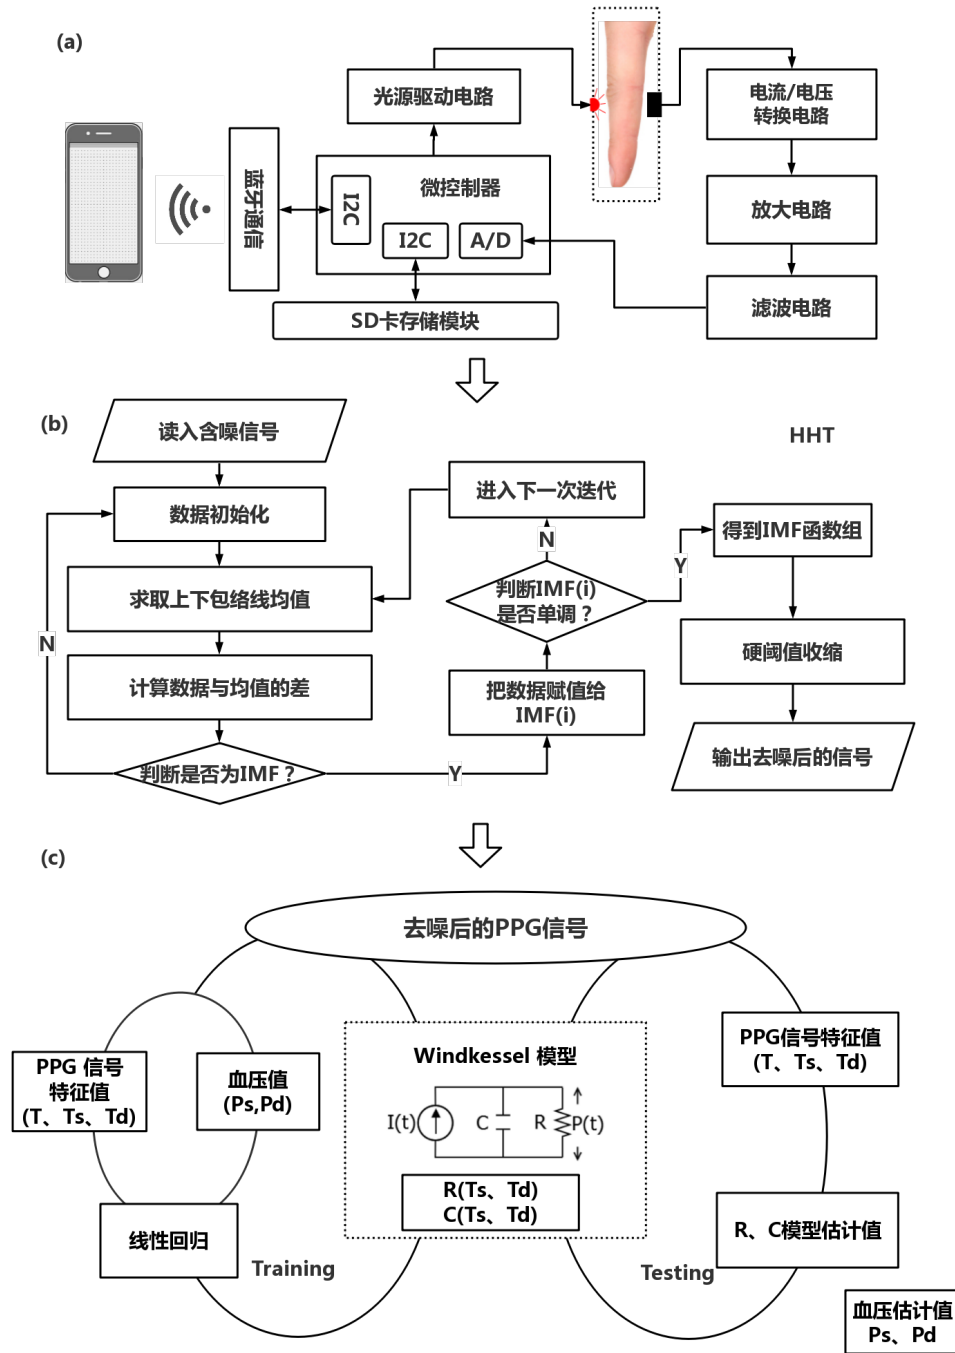 (a)
光源驱动电路
电流/电压
转换电路
蓝牙通信
I2C
微控制器
I2C
A/D
放大电路
滤波电路
SD卡存储模块
(b)
读入含噪信号
HHT
数据初始化
进入下一次迭代
得到IMF函数组
N
Y
求取上下包络线均值
判断IMF(i)
是否单调？
N
硬阈值收缩
计算数据与均值的差
把数据赋值给
IMF(i)
判断是否为IMF？
Y
输出去噪后的信号
(c)
去噪后的PPG信号
PPG 信号
特征值
(T、Ts、Td)
血压值
(Ps,Pd)
Windkessel 模型
I(t)
C
R
P(t)
R(Ts、Td)
C(Ts、Td)
PPG信号特征值
(T、Ts、Td)
线性回归
Training
Testing
R、C模型估计值
血压估计值
Ps、Pd